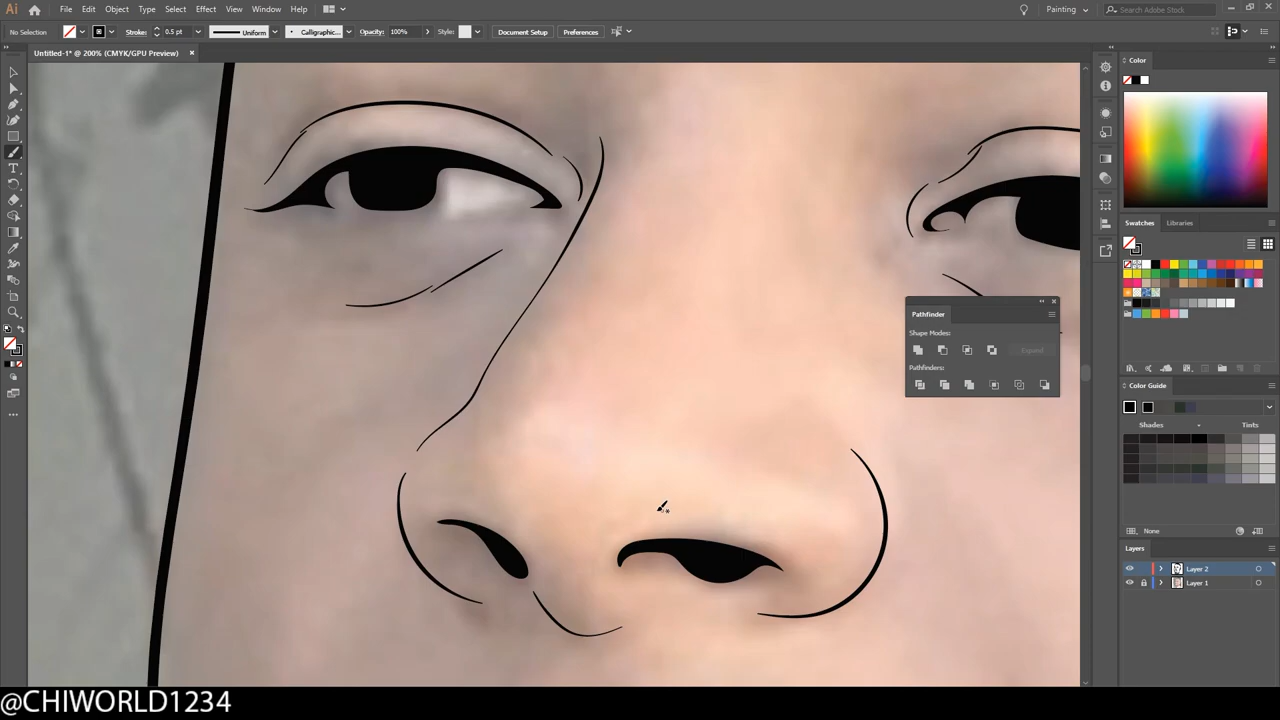 Ai File Edit Object Type Select Effect View Window Help Painting Search Adobe Stock
No Selection Stroke: 0.5 pt Uniform Calligraphic... Opacity: 100% Style: Document Setup Preferences
Untitled-1* @ 200% (CMYK/GPU Preview)
Color
Swatches Libraries
Pathfinder
Shape Modes:
Expand
Pathfinders:
Color Guide
Shades Tints
None
Layers
Layer 2
Layer 1
@CHIWORLD1234